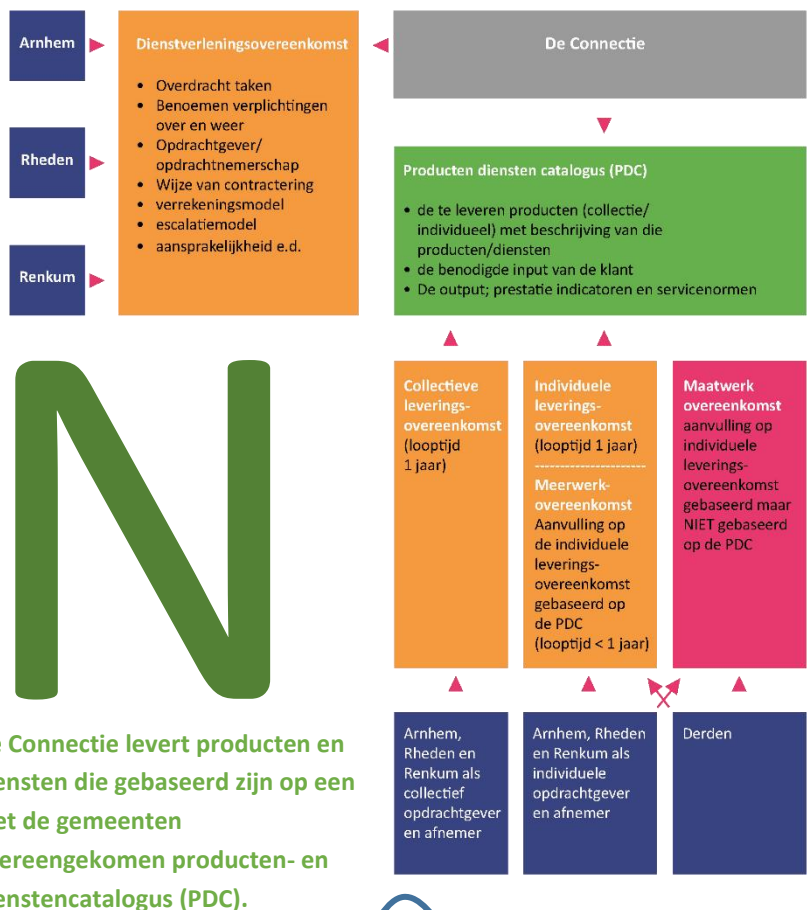 Arnhem
Rheden
Renkum
Dienstverleningsovereenkomst
• Overdracht taken
• Benoemen verplichtingen
over en weer
• Opdrachtgever/
opdrachtnemerschap
• Wijze van contractering
• verrekeningsmodel
• escalatiemodel
• aansprakelijkheid e.d.
De Connectie
Producten diensten catalogus (PDC)
• de te leveren producten (collectie/
individueel) met beschrijving van die
producten/diensten
• de benodigde input van de klant
• De output; prestatie indicatoren en servicenormen
Collectieve
leverings-
overeenkomst
(looptijd
1 jaar)
Individuele
leverings-
overeenkomst
(looptijd 1 jaar)
Meerwerk-
overeenkomst
Aanvulling op
de individuele
leverings-
overeenkomst
gebaseerd op
de PDC
(looptijd < 1 jaar)
Maatwerk
overeenkomst
aanvulling op
individuele
leverings-
overeenkomst
gebaseerd maar
NIET gebaseerd
op de PDC
Arnhem,
Rheden en
Renkum als
collectief
opdrachtgever
en afnemer
Arnhem, Rheden
en Renkum als
individuele
opdrachtgever
en afnemer
Derden
N
e Connectie levert producten en
ensten die gebaseerd zijn op een
et de gemeenten
ereengekomen producten- en
enstencatalogus (PDC).